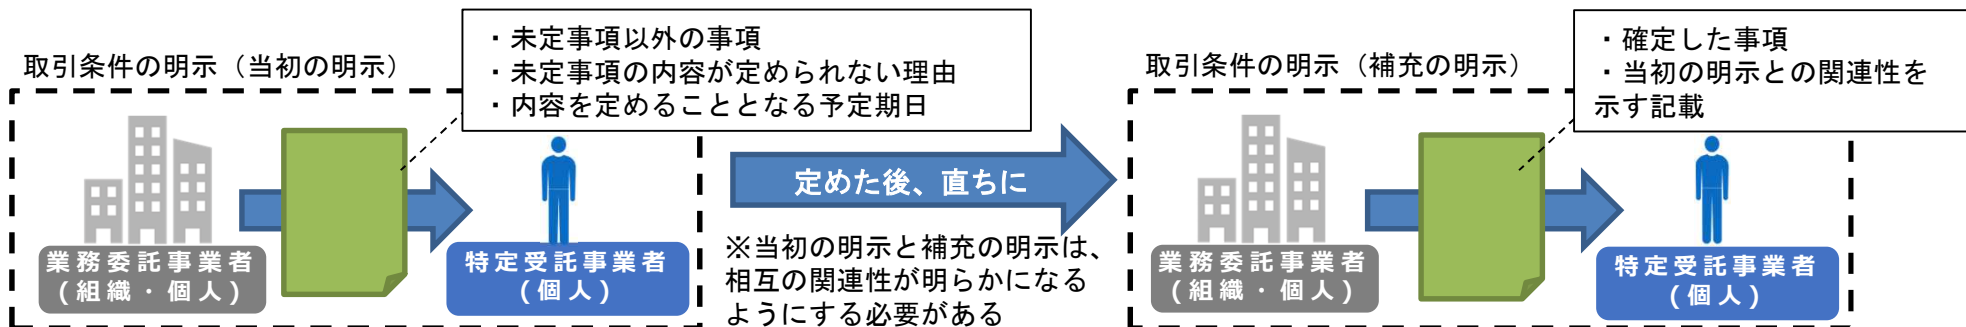 取引条件の明示（当初の明示）
・未定事項以外の事項
・未定事項の内容が定められない理由
・内容を定めることとなる予定期日
業務委託事業者
(組織・個人)
特定受託事業者
(個人)
定めた後、直ちに
※当初の明示と補充の明示は、
相互の関連性が明らかになる
ようにする必要がある
取引条件の明示（補充の明示）
・確定した事項
・当初の明示との関連性を
示す記載
業務委託事業者
(組織・個人)
特定受託事業者
(個人)